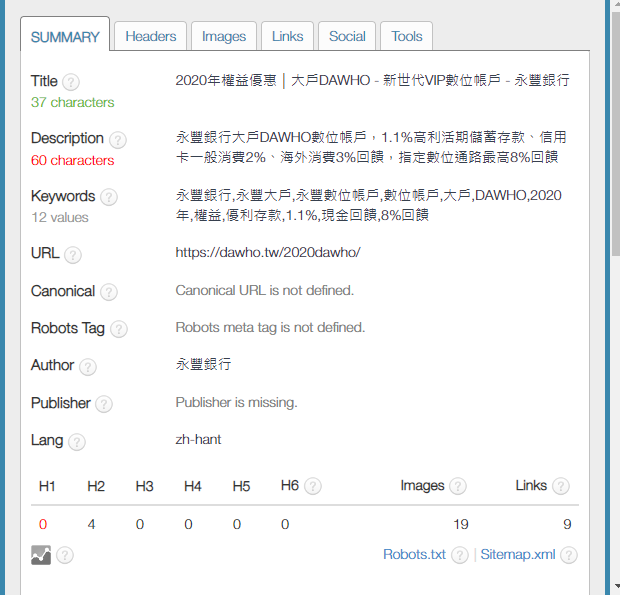 SUMMARY Headers Images Links Social Tools
Title ? 2020年權益優惠│大戶DAWHO - 新世代VIP數位帳戶 - 永豐銀行
37 characters
Description ? 永豐銀行大戶DAWHO數位帳戶，1.1%高利活期儲蓄存款、信用
60 characters 卡一般消費2%、海外消費3%回饋，指定數位通路最高8%回饋
Keywords ? 永豐銀行,永豐大戶,永豐數位帳戶,數位帳戶,大戶,DAWHO,2020
12 values 年,權益,優利存款,1.1%,現金回饋,8%回饋
URL ? https://dawho.tw/2020dawho/
Canonical ? Canonical URL is not defined.
Robots Tag ? Robots meta tag is not defined.
Author ? 永豐銀行
Publisher ? Publisher is missing.
Lang ? zh-hant
H1 H2 H3 H4 H5 H6 ? Images ? Links ?
0 4 0 0 0 0 19 9
? Robots.txt ? | Sitemap.xml ?